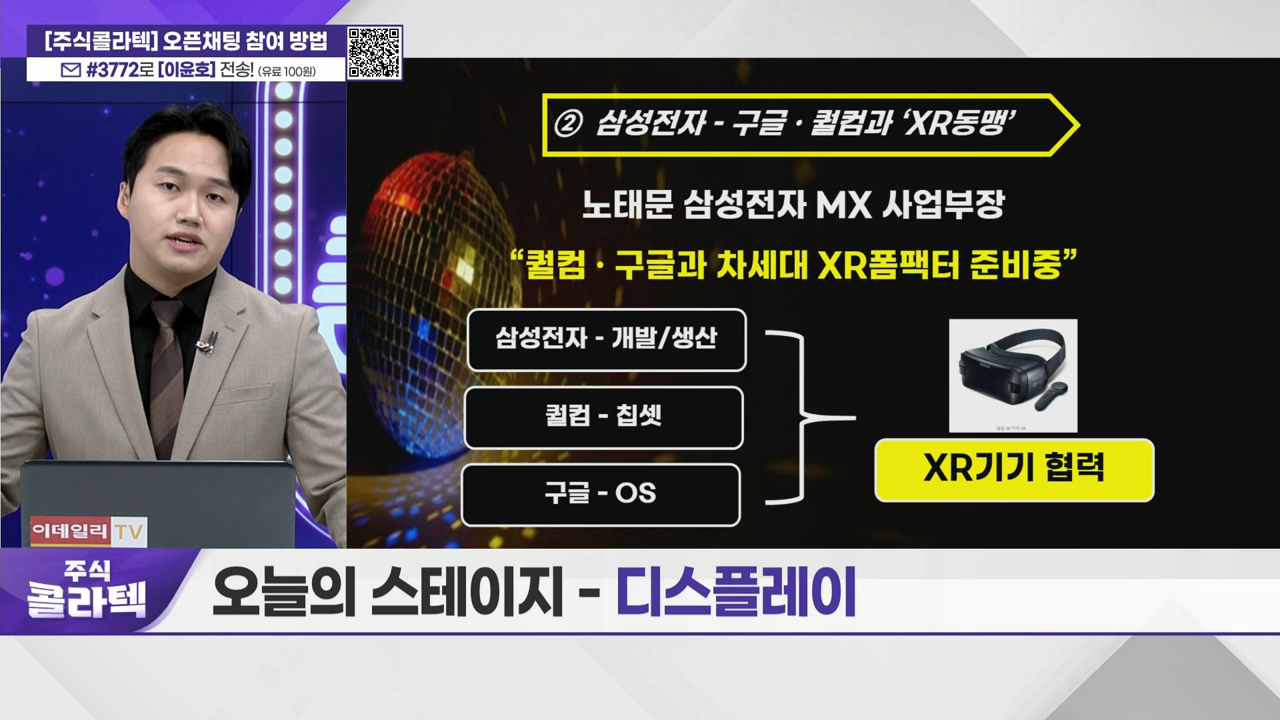 [주식콜라텍] 오픈채팅 참여 방법
#3772로 [이윤호] 전송! (유료 100원)
② 삼성전자 - 구글 · 퀄컴과 ‘XR동맹’
노태문 삼성전자 MX 사업부장
“퀄컴 · 구글과 차세대 XR폼팩터 준비중”
삼성전자 - 개발/생산
퀄컴 - 칩셋
구글 - OS
XR기기 협력
이데일리TV
주식
콜라텍
오늘의 스테이지 - 디스플레이